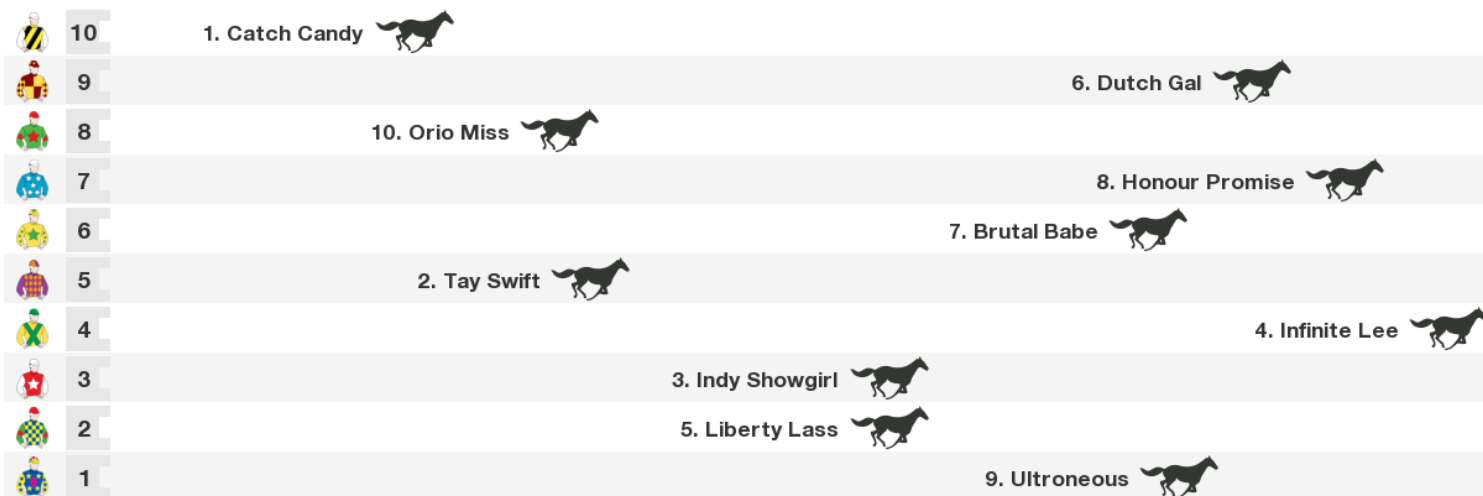 10 1. Catch Candy
9 6. Dutch Gal
8 10. Orio Miss
7 8. Honour Promise
6 7. Brutal Babe
5 2. Tay Swift
4 4. Infinite Lee
3 3. Indy Showgirl
2 5. Liberty Lass
1 9. Ultroneous